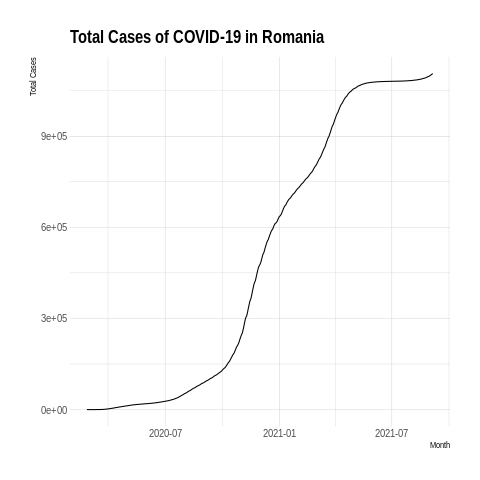 Total Cases of COVID-19 in Romania
Total Cases
9e+05
6e+05
3e+05
0e+00
2020-07
2021-01
2021-07
Month